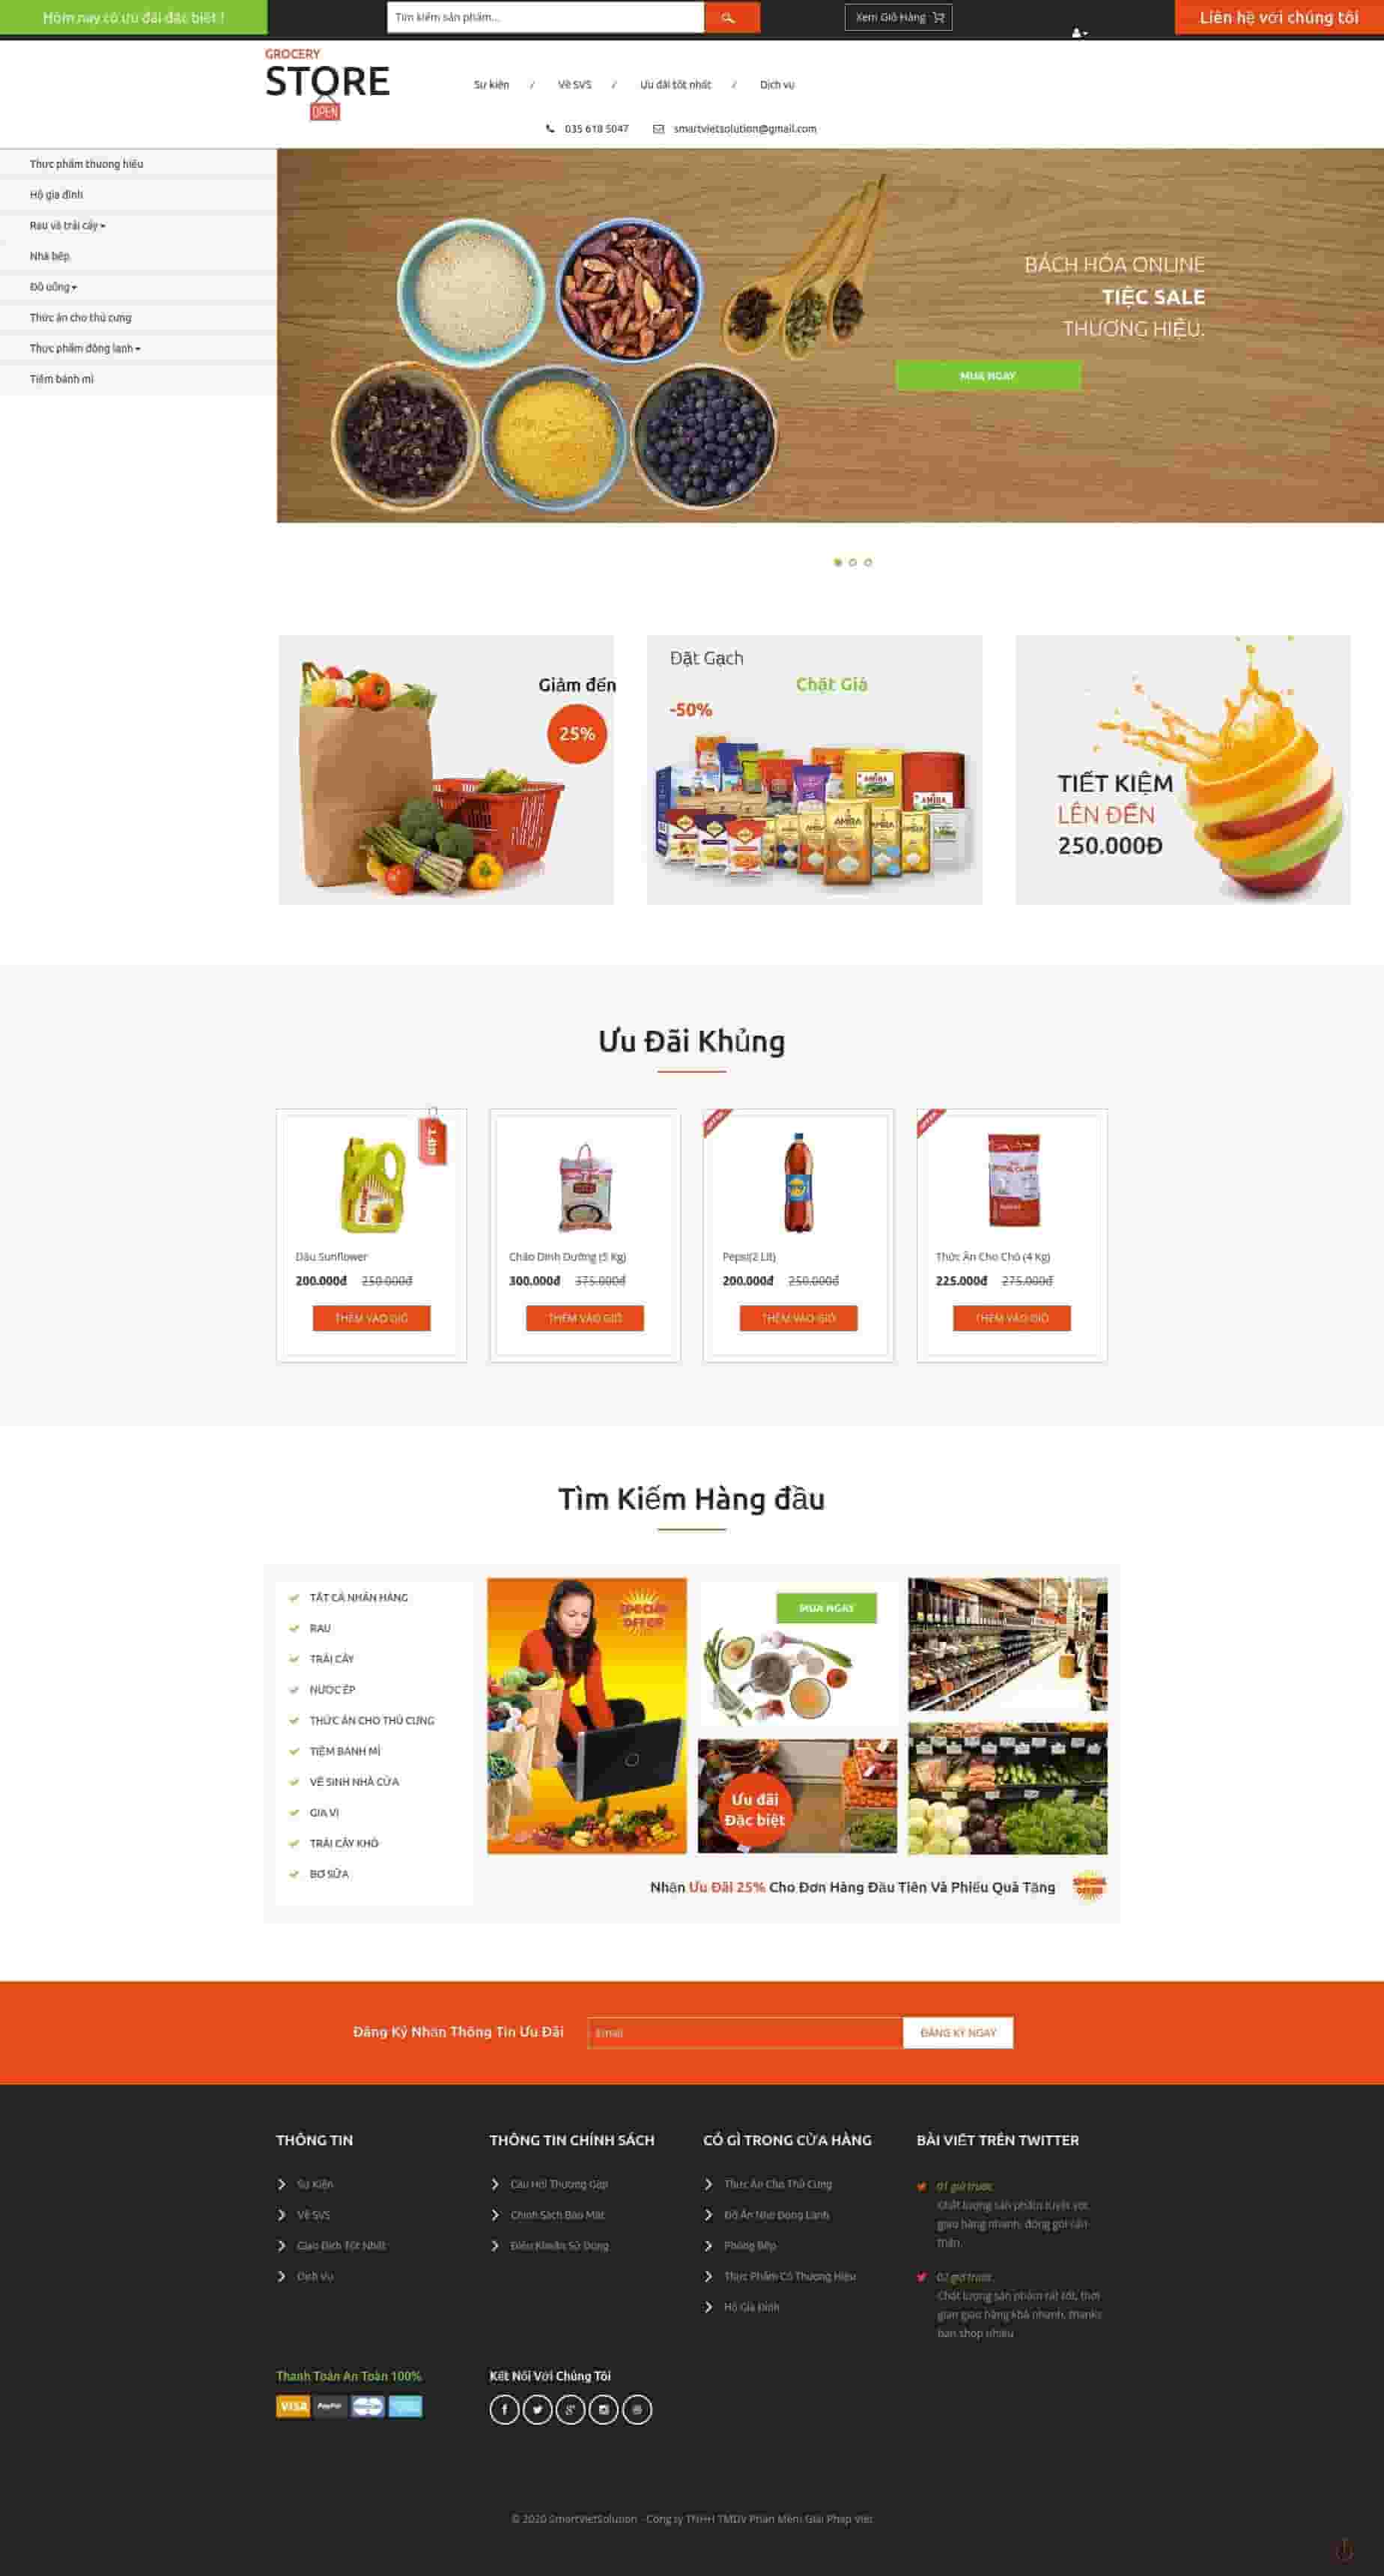 Hôm nay có ưu đãi đặc biệt !
Tìm kiếm sản phẩm...
Xem Giỏ Hàng
Liên hệ với chúng tôi
GROCERY
STORE
OPEN
Sự kiện / Về SVS / Ưu đãi tốt nhất / Dịch vụ
035 618 5047 smartvietsolution@gmail.com
Thực phẩm thương hiệu
Hộ gia đình
Rau và trái cây
Nhà bếp
Đồ uống
Thức ăn cho thú cưng
Thực phẩm đông lạnh
Tiệm bánh mì
BÁCH HÓA ONLINE
TIỆC SALE
THƯƠNG HIỆU.
MUA NGAY
Giảm đến
25%
Đặt Gạch
Chặt Giá
-50%
AMIRA
TIẾT KIỆM
LÊN ĐẾN
250.000Đ
Ưu Đãi Khủng
Dầu Sunflower
200.000đ 250.000đ
THÊM VÀO GIỎ
Cháo Dinh Dưỡng (5 Kg)
300.000đ 375.000đ
THÊM VÀO GIỎ
Pepsi(2 Lít)
200.000đ 250.000đ
THÊM VÀO GIỎ
Thức Ăn Cho Chó (4 Kg)
225.000đ 275.000đ
THÊM VÀO GIỎ
Tìm Kiếm Hàng đầu
TẤT CẢ NHÃN HÀNG
RAU
TRÁI CÂY
NƯỚC ÉP
THỨC ĂN CHO THÚ CƯNG
TIỆM BÁNH MÌ
VỆ SINH NHÀ CỬA
GIA VỊ
TRÁI CÂY KHÔ
BƠ SỮA
SPECIAL
OFFER
MUA NGAY
Ưu đãi
Đặc biệt
Nhận Ưu Đãi 25% Cho Đơn Hàng Đầu Tiên Và Phiếu Quà Tặng
SPECIAL
OFFER
Đăng Ký Nhận Thông Tin Ưu Đãi
Email
ĐĂNG KÝ NGAY
THÔNG TIN
Sự Kiện
Về SVS
Giao Dịch Tốt Nhất
Dịch Vụ
THÔNG TIN CHÍNH SÁCH
Câu Hỏi Thường Gặp
Chính Sách Bảo Mật
Điều Khoản Sử Dụng
CÓ GÌ TRONG CỬA HÀNG
Thức Ăn Cho Thú Cưng
Đồ Ăn Nhẹ Đông Lạnh
Phòng Bếp
Thực Phẩm Có Thương Hiệu
Hộ Gia Đình
BÀI VIẾT TRÊN TWITTER
01 giờ trước
Chất lượng sản phẩm tuyệt vời,
giao hàng nhanh, đóng gói cẩn
thận.
02 giờ trước
Chất lượng sản phẩm rất tốt, thời
gian giao hàng khá nhanh, thanks
bạn shop nhiều
Thanh Toán An Toàn 100%
VISA PayPal
Kết Nối Với Chúng Tôi
© 2020 SmartVietSolution - Công ty TNHH TMDV Phần Mềm Giải Pháp Việt